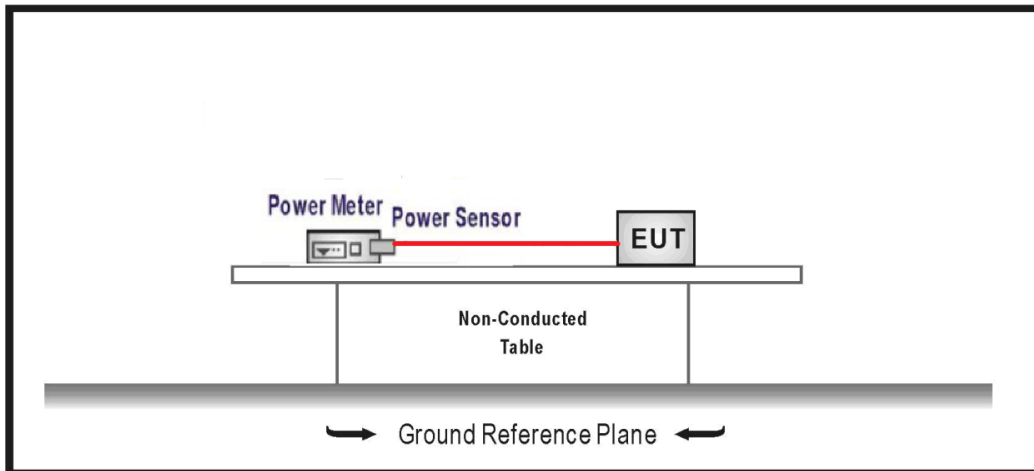 Power Meter
Power Sensor
EUT
Non-Conducted
Table
Ground Reference Plane